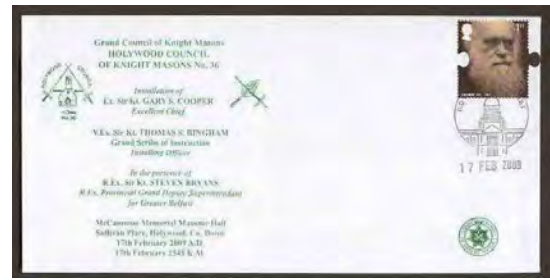 Grand Council of Knight Masons
HOLYWOOD COUNCIL
OF KNIGHT MASONS No. 36
Installation of
Ex. Sir Kt. GARY S. COOPER
Excellent Chief
V.Ex. Sir Kt. THOMAS S. BINGHAM
Grand Scribe of Instruction
Installing Officer
In the presence of
R.Ex. Sir Kt. STEVEN BRYANS
R.Ex. Provincial Grand Deputy Superintendent
for Greater Belfast
McCammon Memorial Masonic Hall
Sullivan Place, Holywood, Co. Down
17th February 2009 A.D.
17th February 2545 K.M.
1st
17 FEB 2009